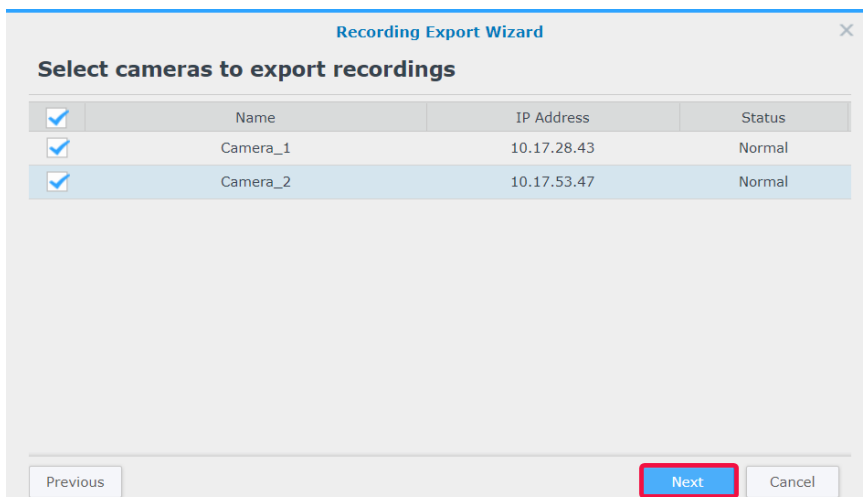 Recording Export Wizard
Select cameras to export recordings
Name IP Address Status
Camera_1 10.17.28.43 Normal
Camera_2 10.17.53.47 Normal
Previous Next Cancel